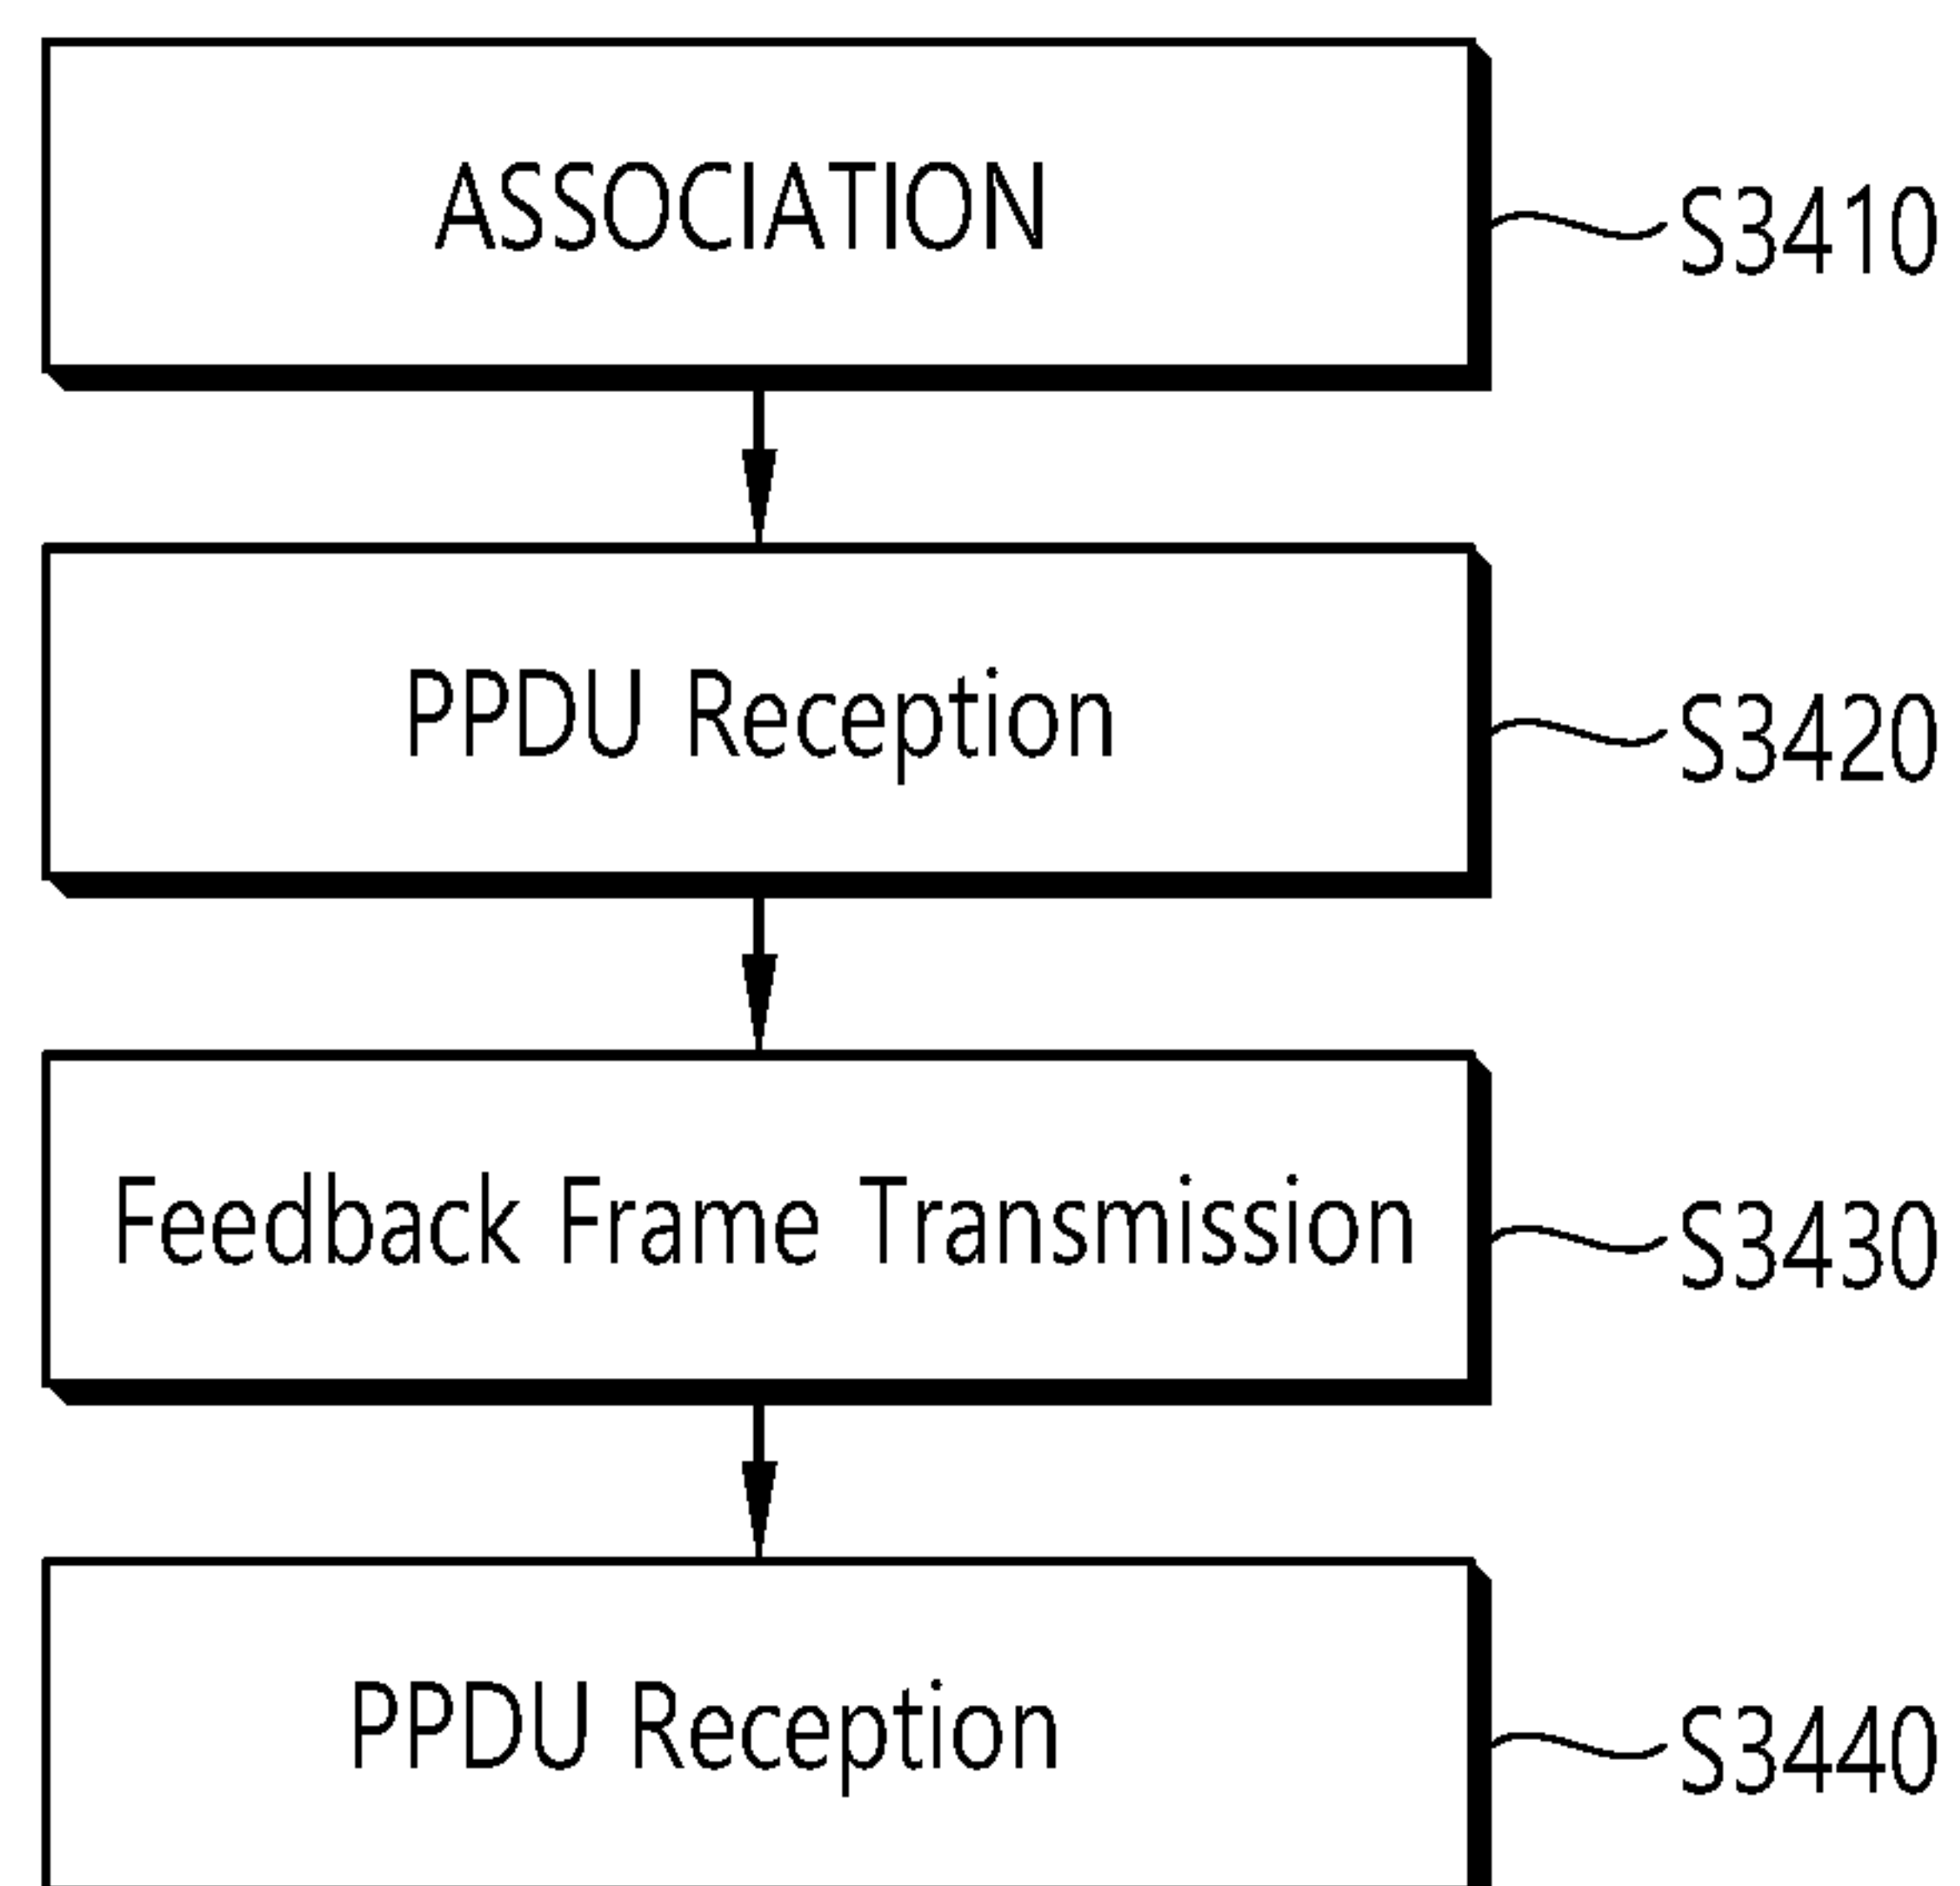 ASSOCIATION
S3410
PPDU Reception
S3420
Feedback Frame Transmission
S3430
PPDU Reception
S3440